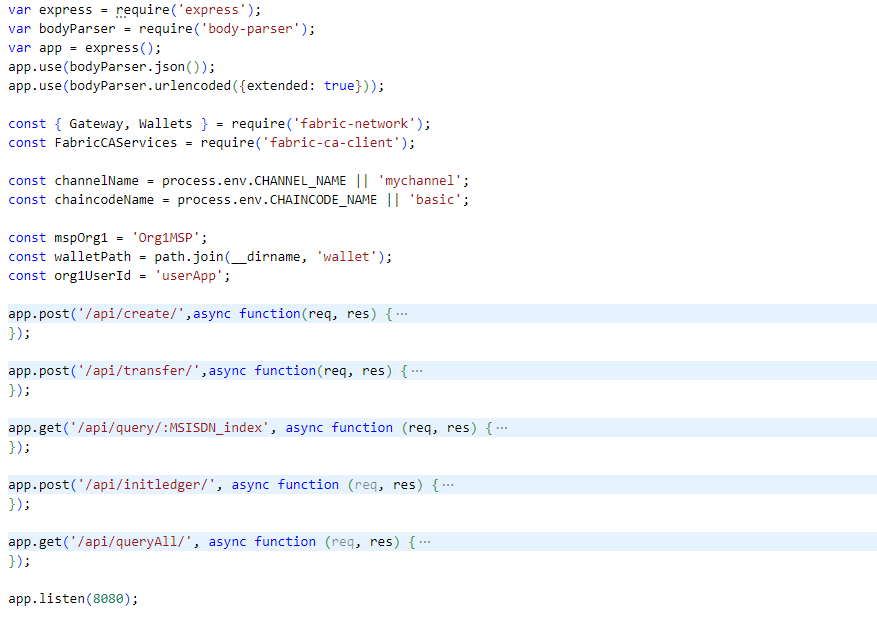 var express = require('express');
var bodyParser = require('body-parser');
var app = express();
app.use(bodyParser.json());
app.use(bodyParser.urlencoded({extended: true}));
const { Gateway, Wallets } = require('fabric-network');
const FabricCAServices = require('fabric-ca-client');
const channelName = process.env.CHANNEL_NAME || 'mychannel';
const chaincodeName = process.env.CHAINCODE_NAME || 'basic';
const mspOrg1 = 'Org1MSP';
const walletPath = path.join(__dirname, 'wallet');
const org1UserId = 'userApp';
app.post('/api/create/',async function(req, res) {···
});
app.post('/api/transfer/',async function(req, res) {···
});
app.get('/api/query/:MSISDN_index', async function (req, res) {···
});
app.post('/api/initledger/', async function (req, res) {···
});
app.get('/api/queryAll/', async function (req, res) {···
});
app.listen(8080);